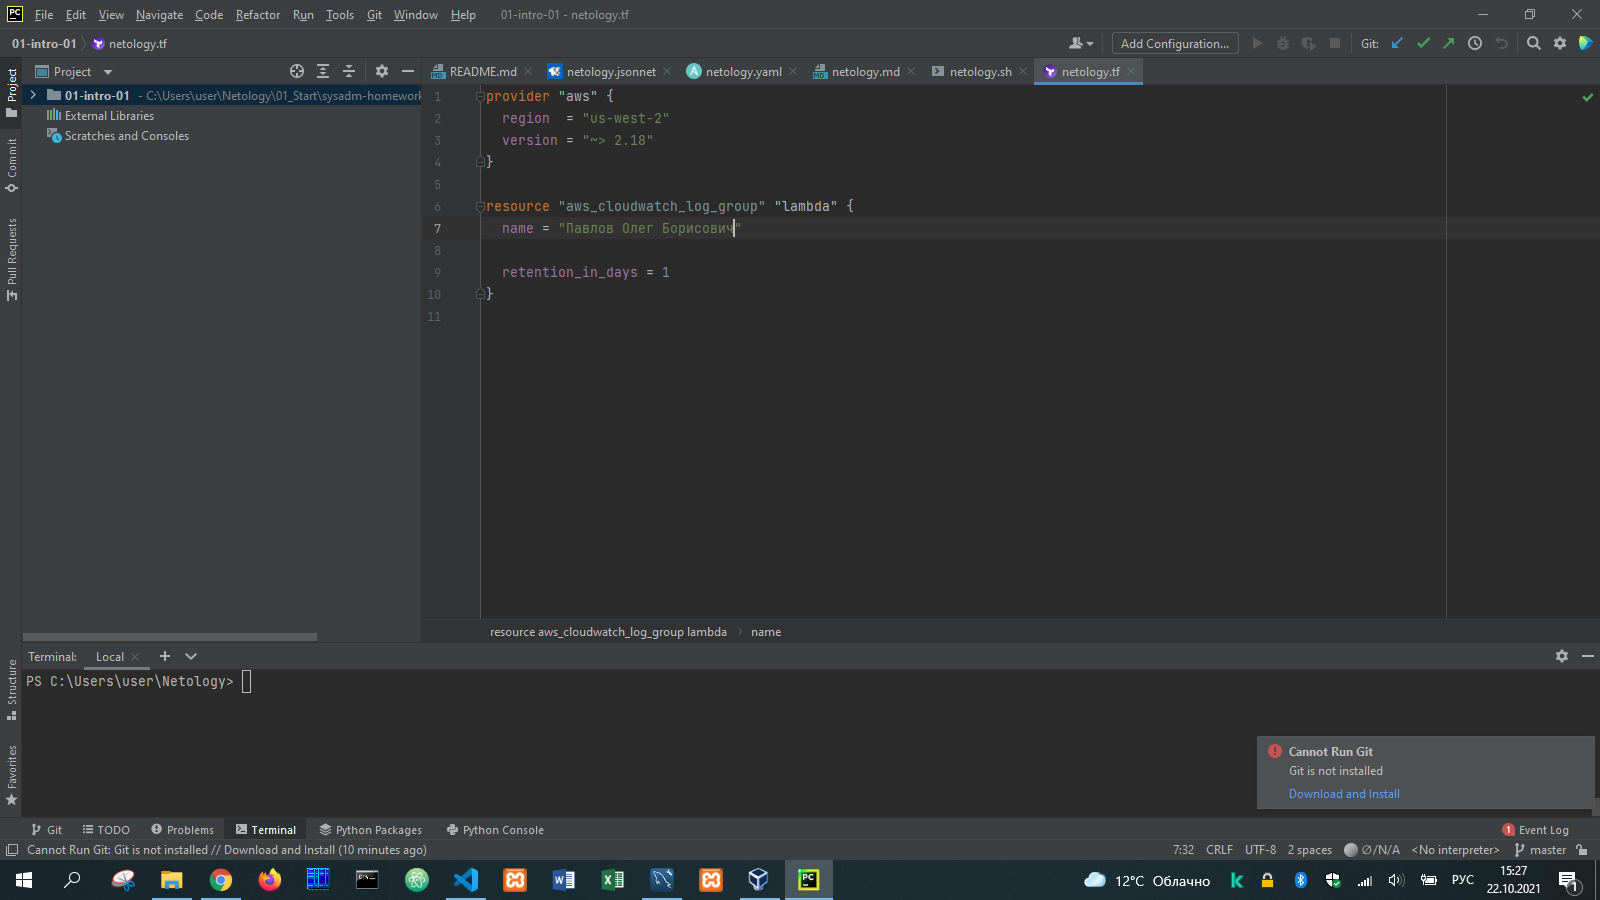 PC File Edit View Navigate Code Refactor Run Tools Git Window Help 01-intro-01 - netology.tf
01-intro-01 netology.tf Add Configuration... Git:
Project README.md netology.jsonnet netology.yaml netology.md netology.sh netology.tf
01-intro-01 - C:\Users\user\Netology\01_Start\sysadm-homework
External Libraries
Scratches and Consoles
Project
Commit
Pull Requests
Structure
Favorites
1 provider "aws" {
2 region = "us-west-2"
3 version = "~> 2.18"
4 }
5
6 resource "aws_cloudwatch_log_group" "lambda" {
7 name = "Павлов Олег Борисович"
8
9 retention_in_days = 1
10 }
11
resource aws_cloudwatch_log_group lambda name
Terminal: Local
PS C:\Users\user\Netology>
Cannot Run Git
Git is not installed
Download and Install
Git TODO Problems Terminal Python Packages Python Console 1 Event Log
Cannot Run Git: Git is not installed // Download and Install (10 minutes ago) 7:32 CRLF UTF-8 2 spaces ∅/N/A <No interpreter> master
12°C Облачно РУС 15:27
22.10.2021 1